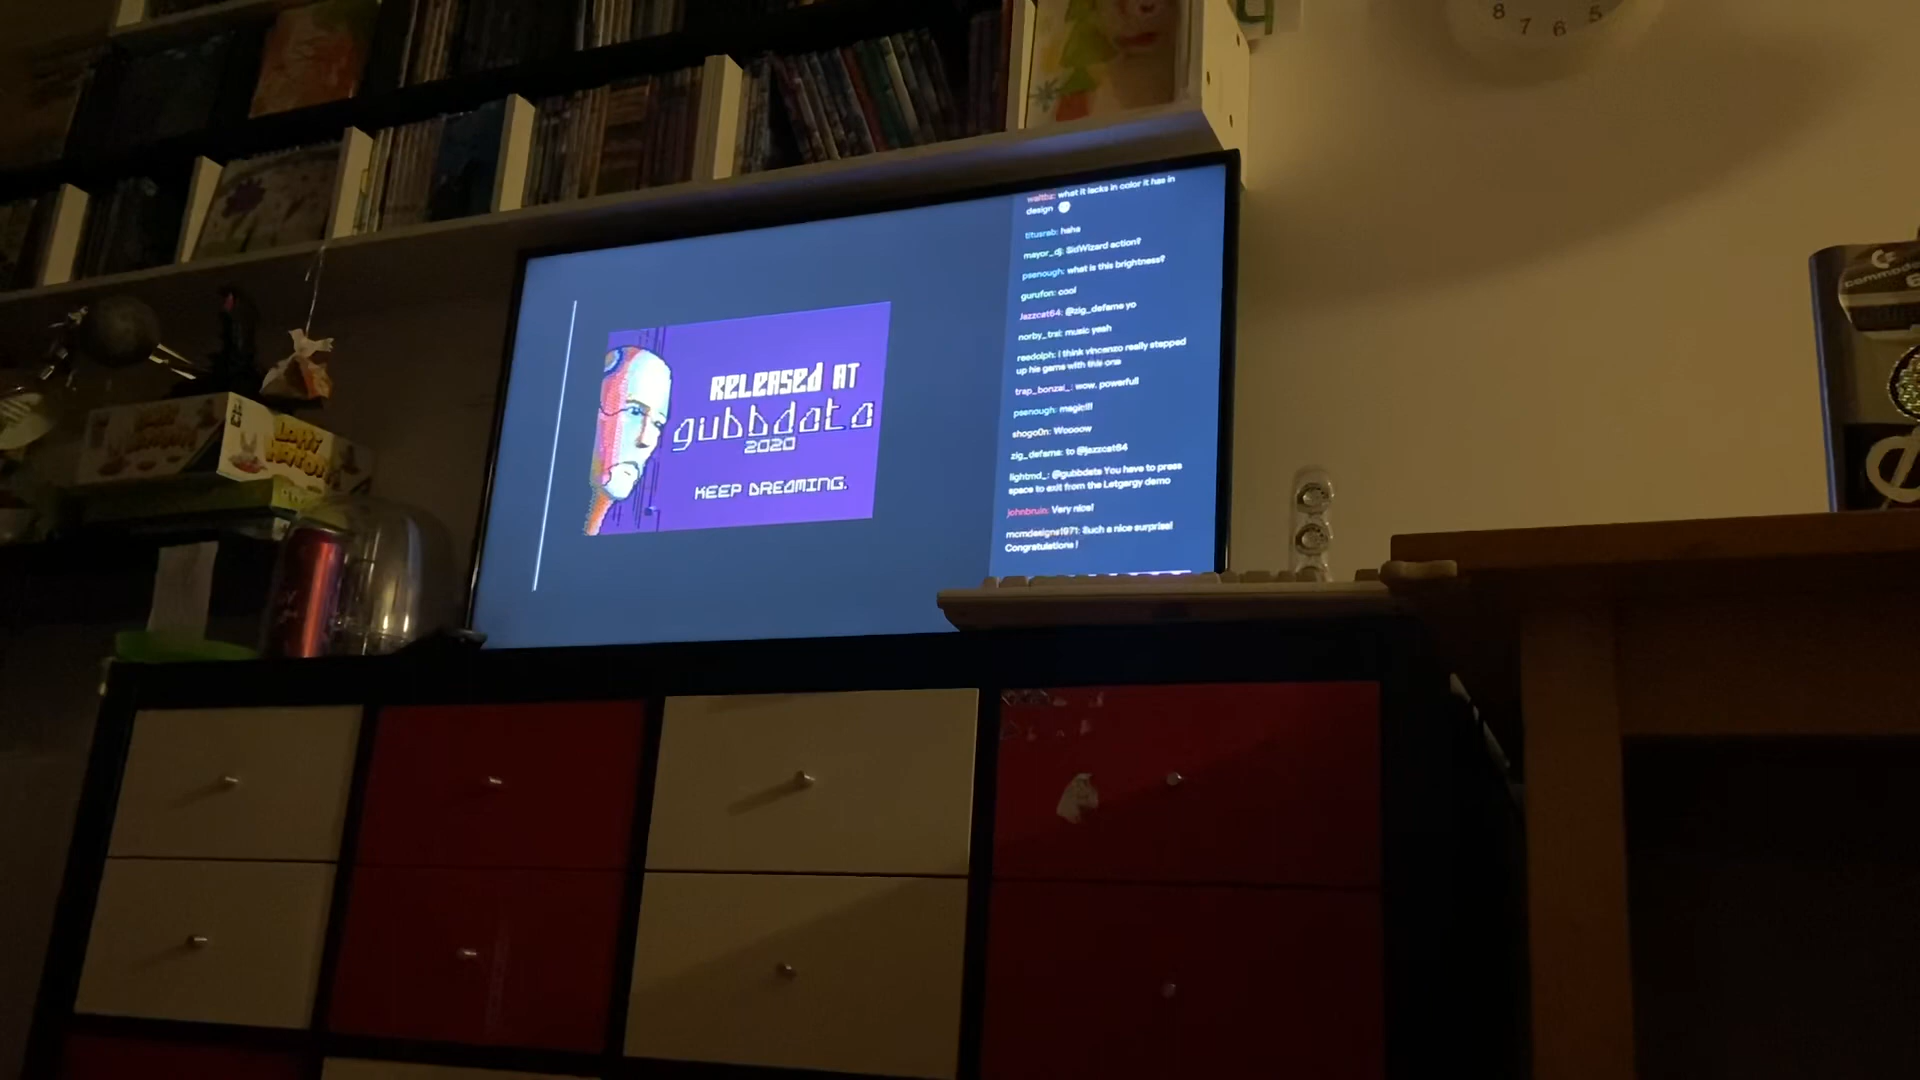 8 7 6 5
waltbz: what it lacks in color it has in
design
titusrab: haha
mayor_dj: SidWizard action?
psenough: what is this brightness?
gurufon: cool
Jazzcat64: @zig_defame yo
norby_trsi: music yeah
reedolph: i think vincenzo really stepped
up his game with this one
trap_bonzai_: wow, powerfull
psenough: magic!!!
shogo0n: Woooow
zig_defame: to @jazzcat64
lightmd_: @gubbdata You have to press
space to exit from the Letgargy demo
johnbruin: Very nice!
mcmdesigns1971: Such a nice surprise!
Congratulations !
RELEASED AT
gubbdata
2020
KEEP DREAMING.
commodore
6